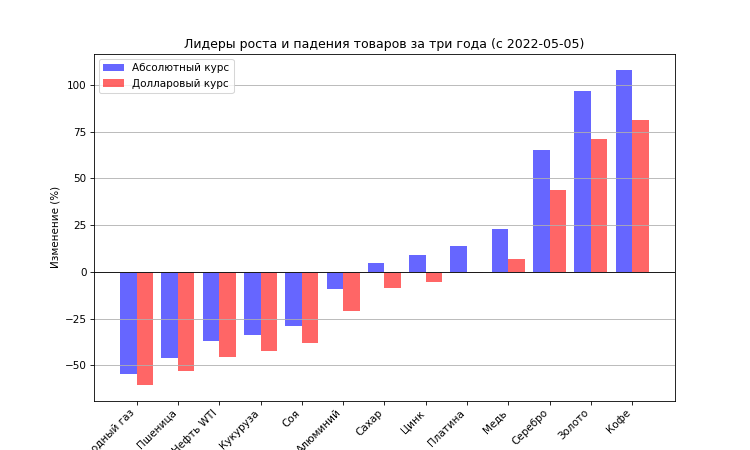 Лидеры роста и падения товаров за три года (с 2022-05-05)
Абсолютный курс
Долларовый курс
Изменение (%)
100
75
50
25
0
−25
−50
одный газ
Пшеница
Нефть WTI
Кукуруза
Соя
Алюминий
Сахар
Цинк
Платина
Медь
Серебро
Золото
Кофе